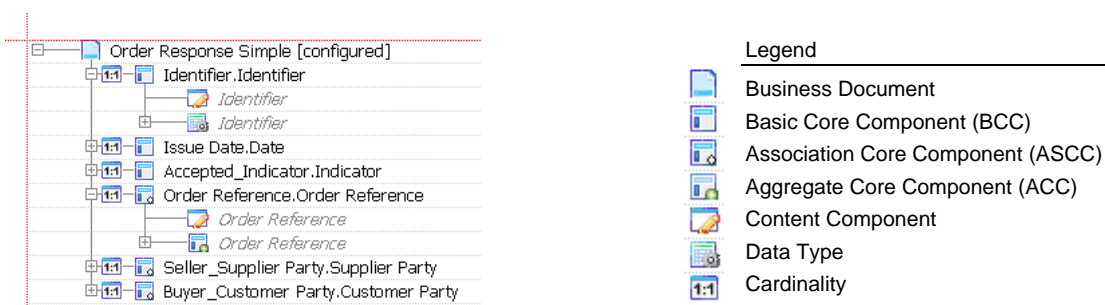 Order Response Simple [configured]
1:1 Identifier.Identifier
Identifier
Identifier
1:1 Issue Date.Date
1:1 Accepted_Indicator.Indicator
1:1 Order Reference.Order Reference
Order Reference
Order Reference
1:1 Seller_Supplier Party.Supplier Party
1:1 Buyer_Customer Party.Customer Party
Legend
Business Document
Basic Core Component (BCC)
Association Core Component (ASCC)
Aggregate Core Component (ACC)
Content Component
Data Type
1:1 Cardinality